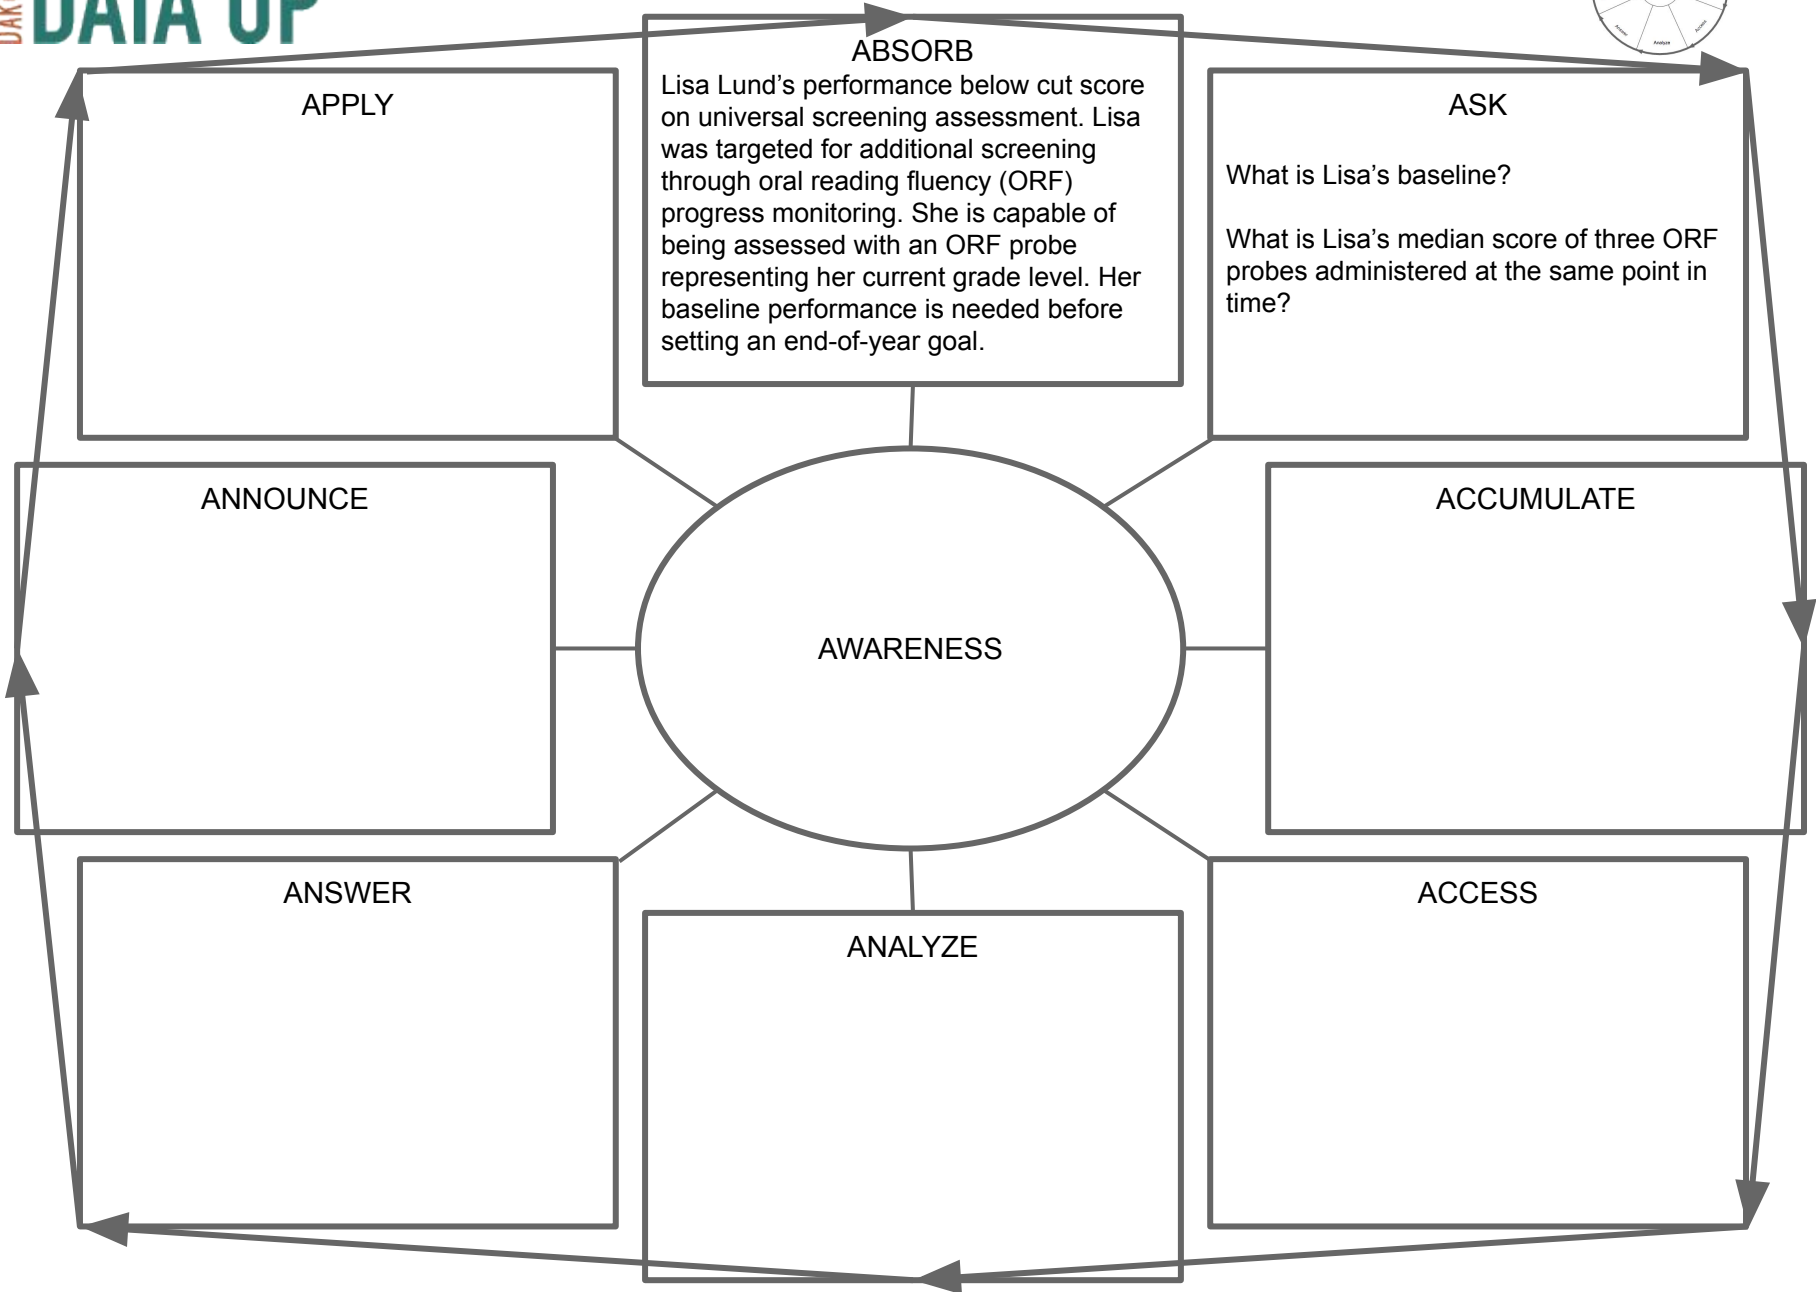 DATA UP
ABSORB
Lisa Lund’s performance below cut score
on universal screening assessment. Lisa
was targeted for additional screening
through oral reading fluency (ORF)
progress monitoring. She is capable of
being assessed with an ORF probe
representing her current grade level. Her
baseline performance is needed before
setting an end-of-year goal.
ASK
What is Lisa’s baseline?
What is Lisa’s median score of three ORF
probes administered at the same point in
time?
ACCUMULATE
ACCESS
ANALYZE
ANSWER
ANNOUNCE
APPLY
AWARENESS
Answer
Analyze
Access